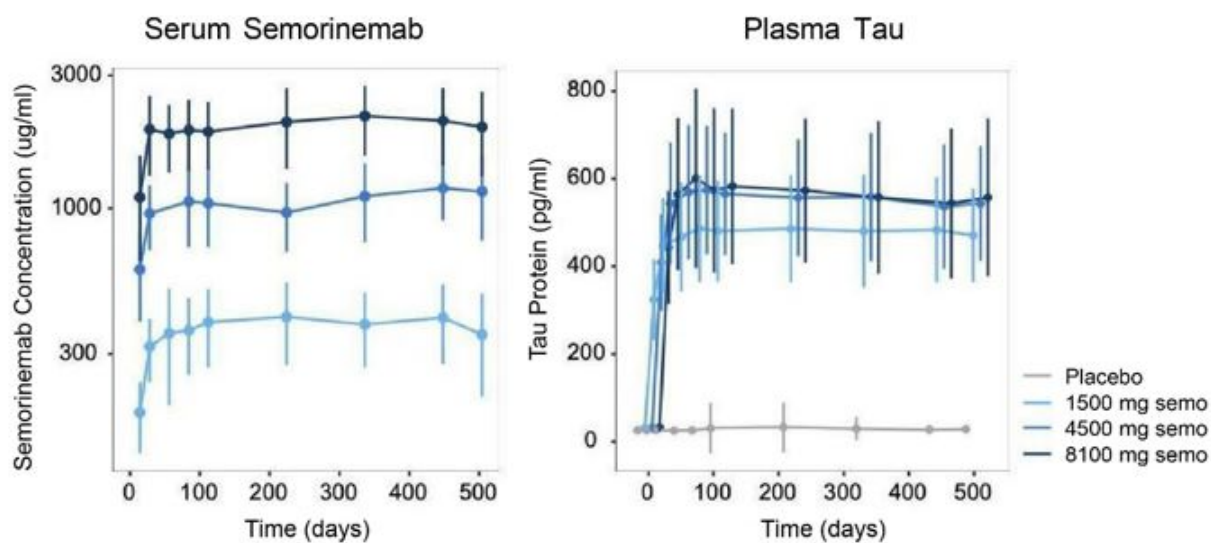 Serum Semorinemab
Semorinemab Concentration (ug/ml)
3000
1000
300
0 100 200 300 400 500
Time (days)
Plasma Tau
Tau Protein (pg/ml)
800
600
400
200
0
0 100 200 300 400 500
Time (days)
Placebo
1500 mg semo
4500 mg semo
8100 mg semo